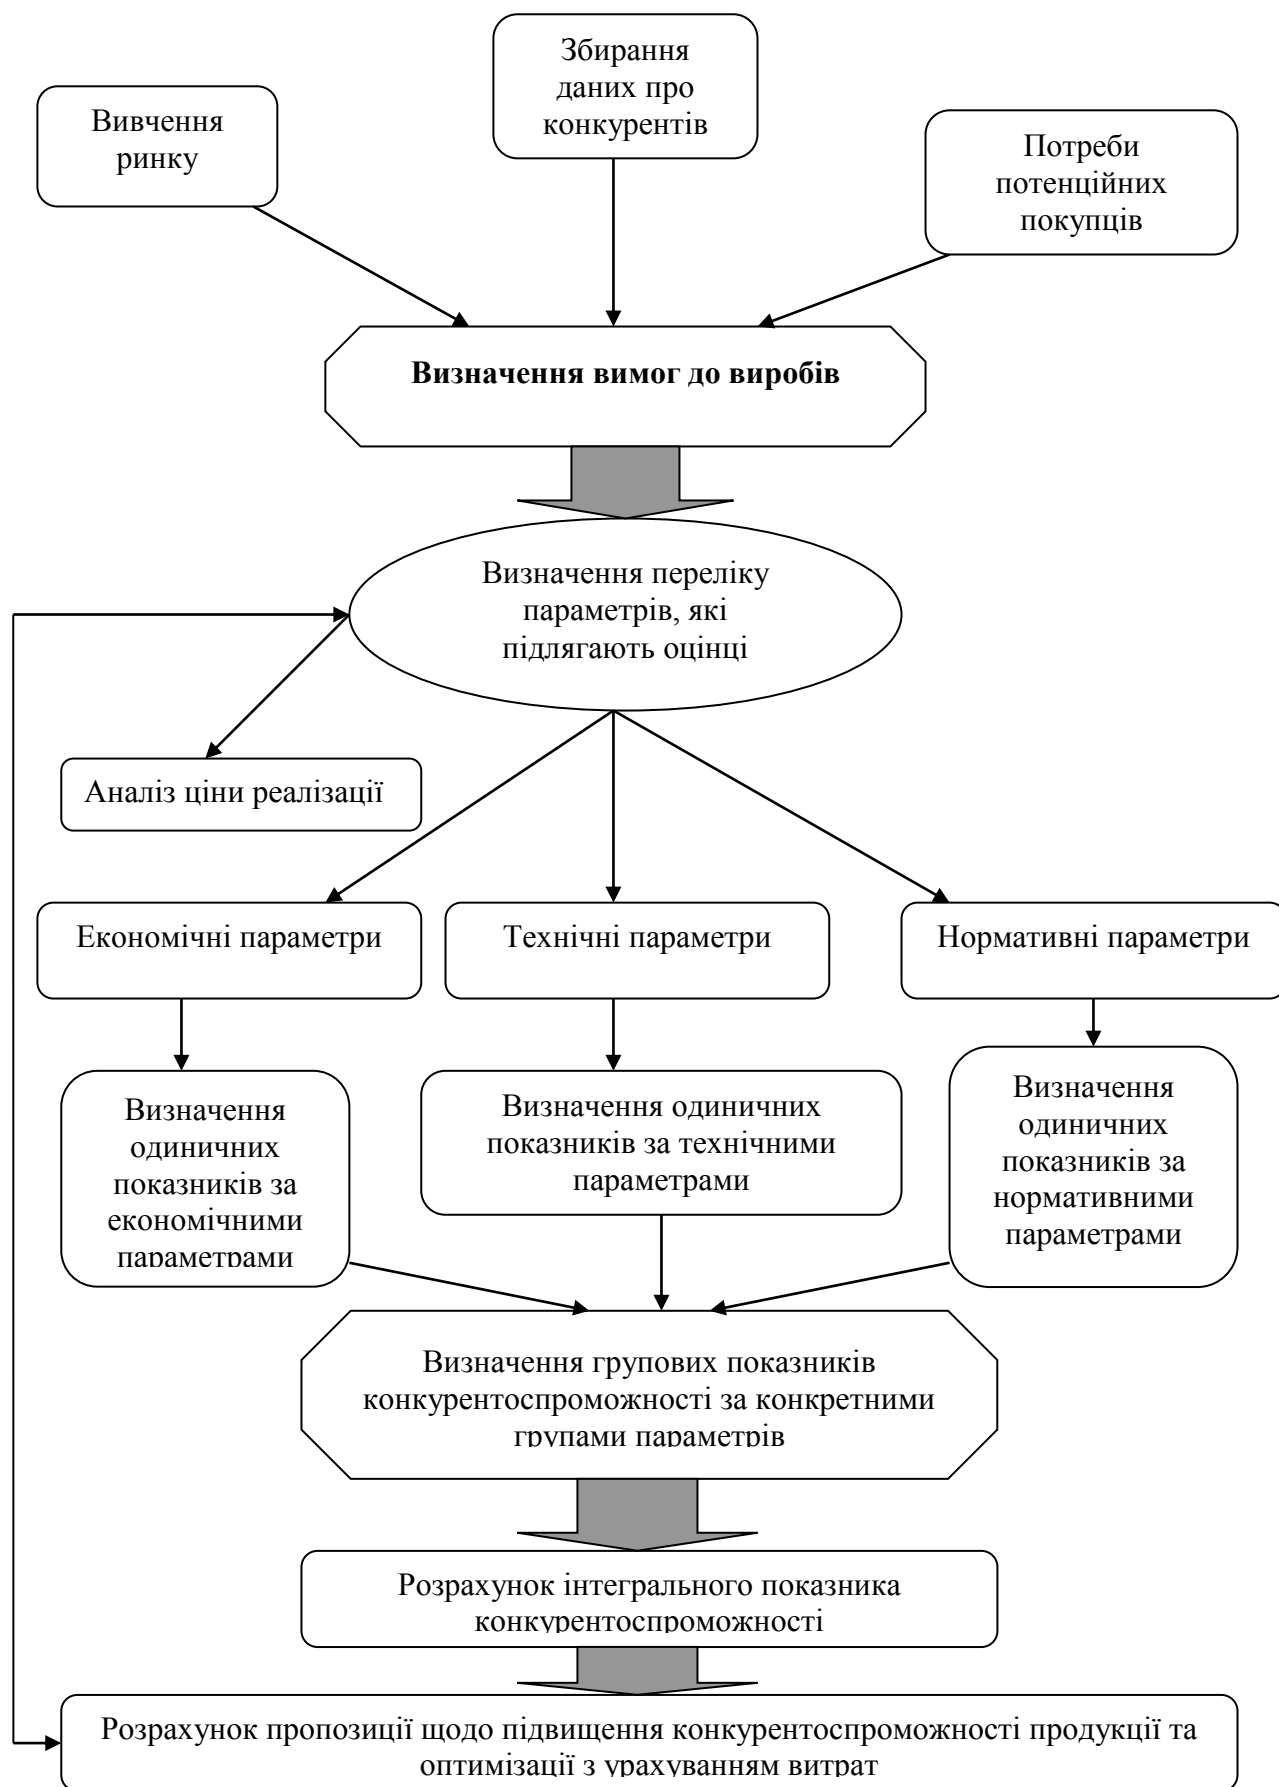 Збирання
даних про
конкурентів
Вивчення
ринку
Потреби
потенційних
покупців
Визначення вимог до виробів
Визначення переліку
параметрів, які
підлягають оцінці
Аналіз ціни реалізації
Економічні параметри
Технічні параметри
Нормативні параметри
Визначення
одиничних
показників за
економічними
параметрами
Визначення одиничних
показників за технічними
параметрами
Визначення
одиничних
показників за
нормативними
параметрами
Визначення групових показників
конкурентоспроможності за конкретними
групами параметрів
Розрахунок інтегрального показника
конкурентоспроможності
Розрахунок пропозиції щодо підвищення конкурентоспроможності продукції та
оптимізації з урахуванням витрат